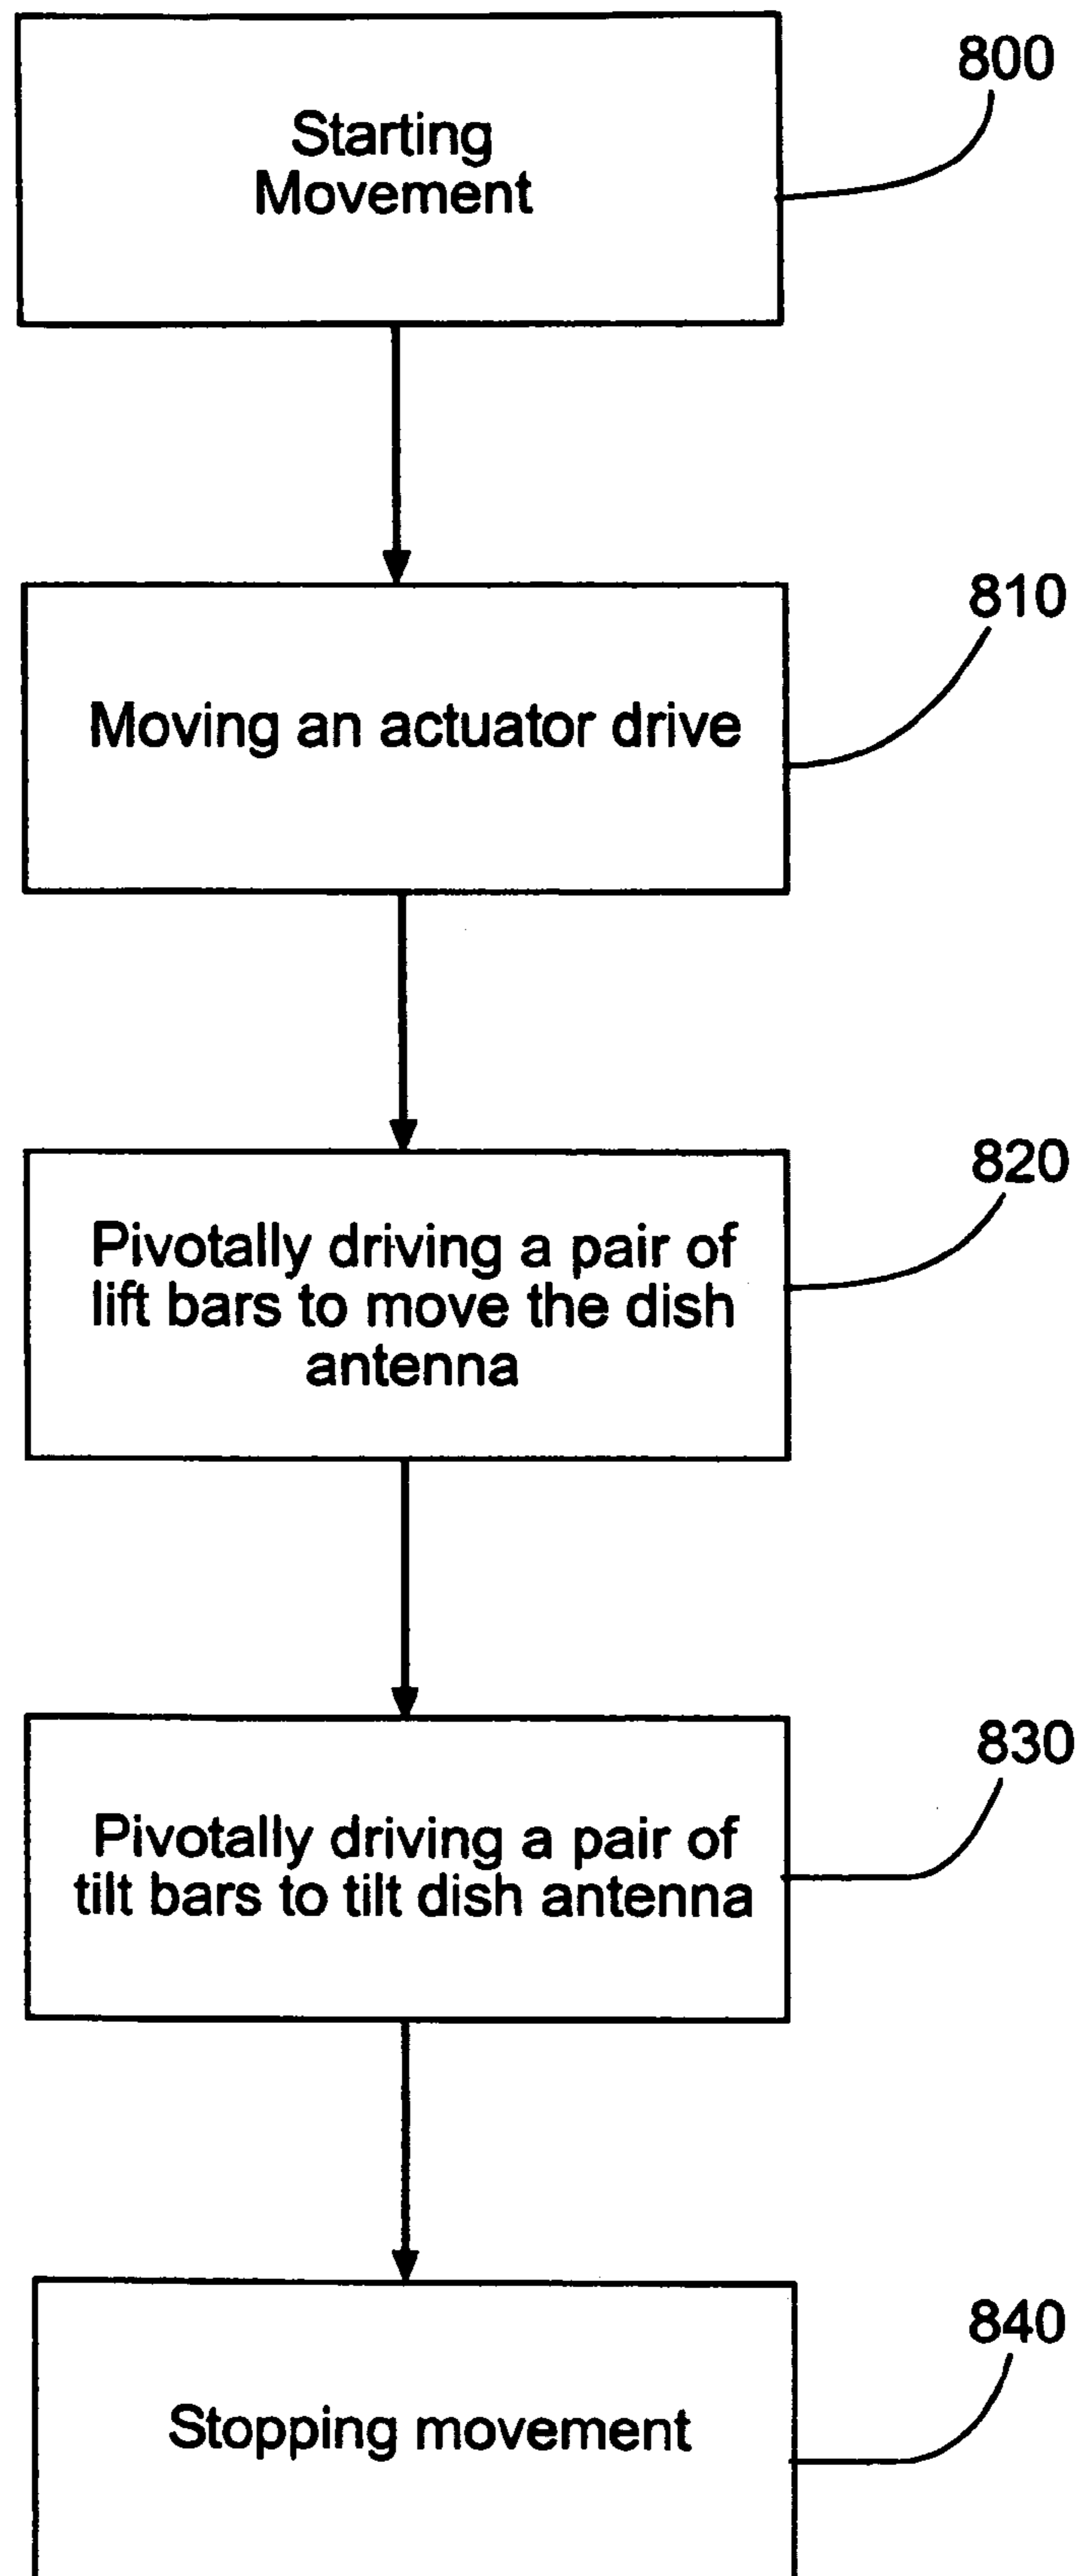 800
Starting
Movement
810
Moving an actuator drive
820
Pivotally driving a pair of
lift bars to move the dish
antenna
830
Pivotally driving a pair of
tilt bars to tilt dish antenna
840
Stopping movement